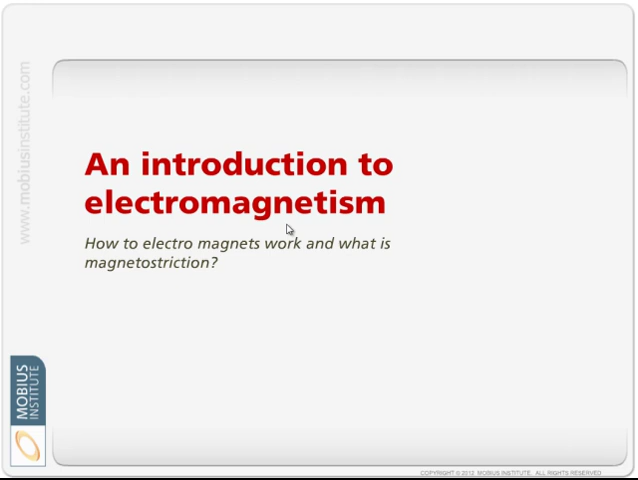 www.mobiusinstitute.com
An introduction to
electromagnetism
How to electro magnets work and what is
magnetostriction?
MOBIUS
INSTITUTE
COPYRIGHT © 2012 MOBIUS INSTITUTE. ALL RIGHTS RESERVED